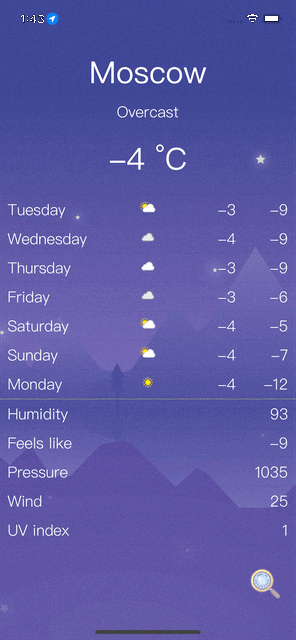 1:43
Moscow
Overcast
–4 °C
Tuesday –3 –9
Wednesday –4 –9
Thursday –3 –9
Friday –3 –6
Saturday –4 –5
Sunday –4 –7
Monday –4 –12
Humidity 93
Feels like –9
Pressure 1035
Wind 25
UV index 1